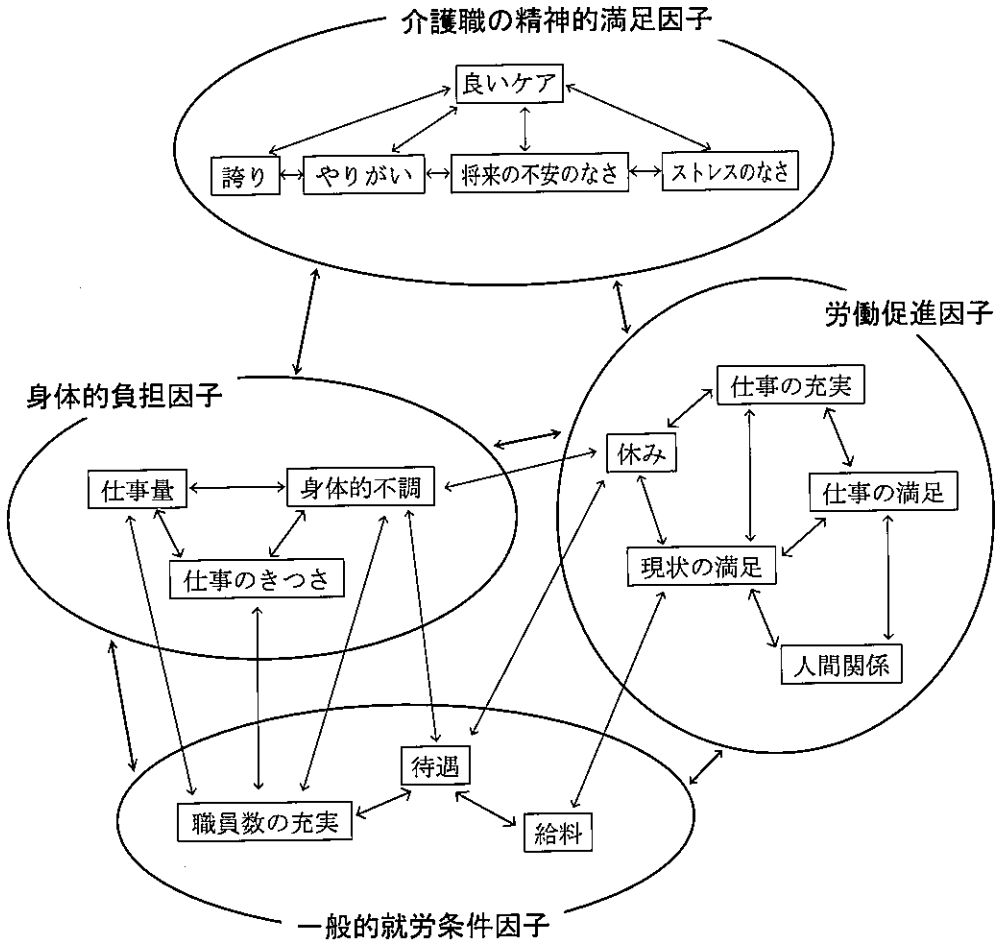 介護職の精神的満足因子
良いケア
誇り
やりがい
将来の不安のなさ
ストレスのなさ
労働促進因子
仕事の充実
休み
仕事の満足
現状の満足
人間関係
身体的負担因子
仕事量
身体的不調
仕事のきつさ
待遇
職員数の充実
給料
一般的就労条件因子